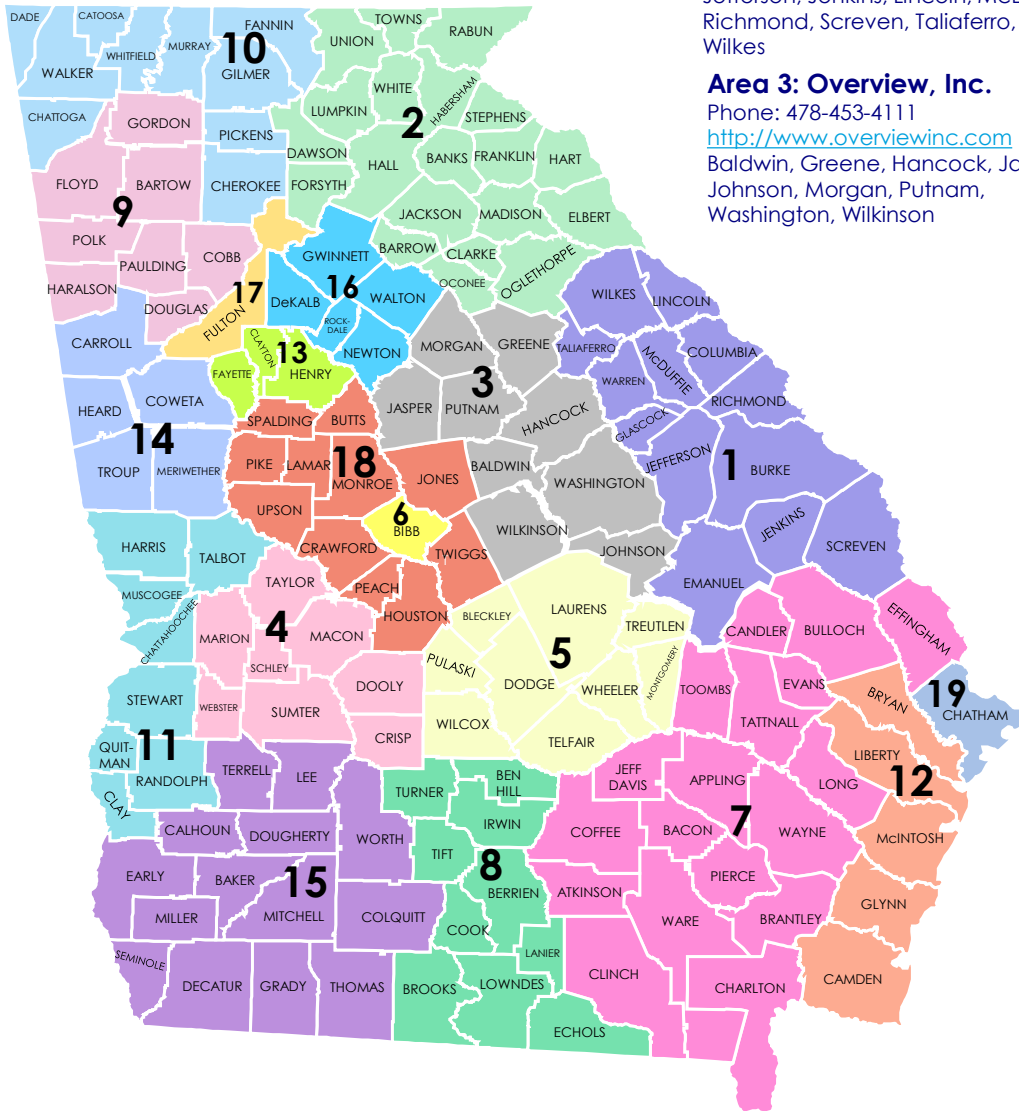 Jefferson, Jenkins, Lincoln,
Richmond, Screven, Taliaferro,
Wilkes
Area 3: Overview, Inc.
Phone: 478-453-4111
http://www.overviewinc.com
Baldwin, Greene, Hancock,
Johnson, Morgan, Putnam,
Washington, Wilkinson
DADE
CATOOSA
WHITFIELD
MURRAY
FANNIN
10
GILMER
WALKER
CHATTOGA
GORDON
PICKENS
FLOYD
BARTOW
CHEROKEE
9
POLK
PAULDING
COBB
HARALSON
DOUGLAS
TOWNS
UNION
RABUN
WHITE
HABERSHAM
LUMPKIN
2
STEPHENS
DAWSON
HALL
BANKS
FRANKLIN
HART
FORSYTH
JACKSON
MADISON
ELBERT
BARROW
CLARKE
OCONEE
OGLETHORPE
GWINNETT
16
DeKALB
WALTON
ROCK-
DALE
NEWTON
17
FULTON
CLAYTON
13
HENRY
FAYETTE
CARROLL
COWETA
HEARD
14
TROUP
MERIWETHER
MORGAN
GREENE
3
JASPER
PUTNAM
HANCOCK
BALDWIN
WASHINGTON
WILKINSON
JOHNSON
WILKES
LINCOLN
TALIAFERRO
McDUFFIE
COLUMBIA
WARREN
RICHMOND
GLASCOCK
JEFFERSON
1
BURKE
JENKINS
SCREVEN
EMANUEL
SPALDING
BUTTS
PIKE
LAMAR
18
MONROE
JONES
UPSON
6
BIBB
CRAWFORD
TWIGGS
PEACH
HOUSTON
HARRIS
TALBOT
MUSCOGEE
CHATTAHOOCHEE
STEWART
11
QUIT-
MAN
RANDOLPH
CLAY
TAYLOR
MARION
4
MACON
SCHLEY
WEBSTER
SUMTER
DOOLY
CRISP
LAURENS
BLECKLEY
TREUTLEN
5
PULASKI
DODGE
WHEELER
MONTGOMERY
WILCOX
TELFAIR
CANDLER
BULLOCH
EFFINGHAM
TOOMBS
EVANS
TATTNALL
JEFF
DAVIS
APPLING
LONG
7
COFFEE
BACON
WAYNE
PIERCE
ATKINSON
WARE
BRANTLEY
CLINCH
CHARLTON
19
CHATHAM
BRYAN
LIBERTY
12
McINTOSH
GLYNN
CAMDEN
TERRELL
LEE
CALHOUN
DOUGHERTY
WORTH
EARLY
BAKER
15
MILLER
MITCHELL
COLQUITT
SEMINOLE
DECATUR
GRADY
THOMAS
TURNER
BEN
HILL
IRWIN
TIFT
8
BERRIEN
COOK
LANIER
BROOKS
LOWNDES
ECHOLS